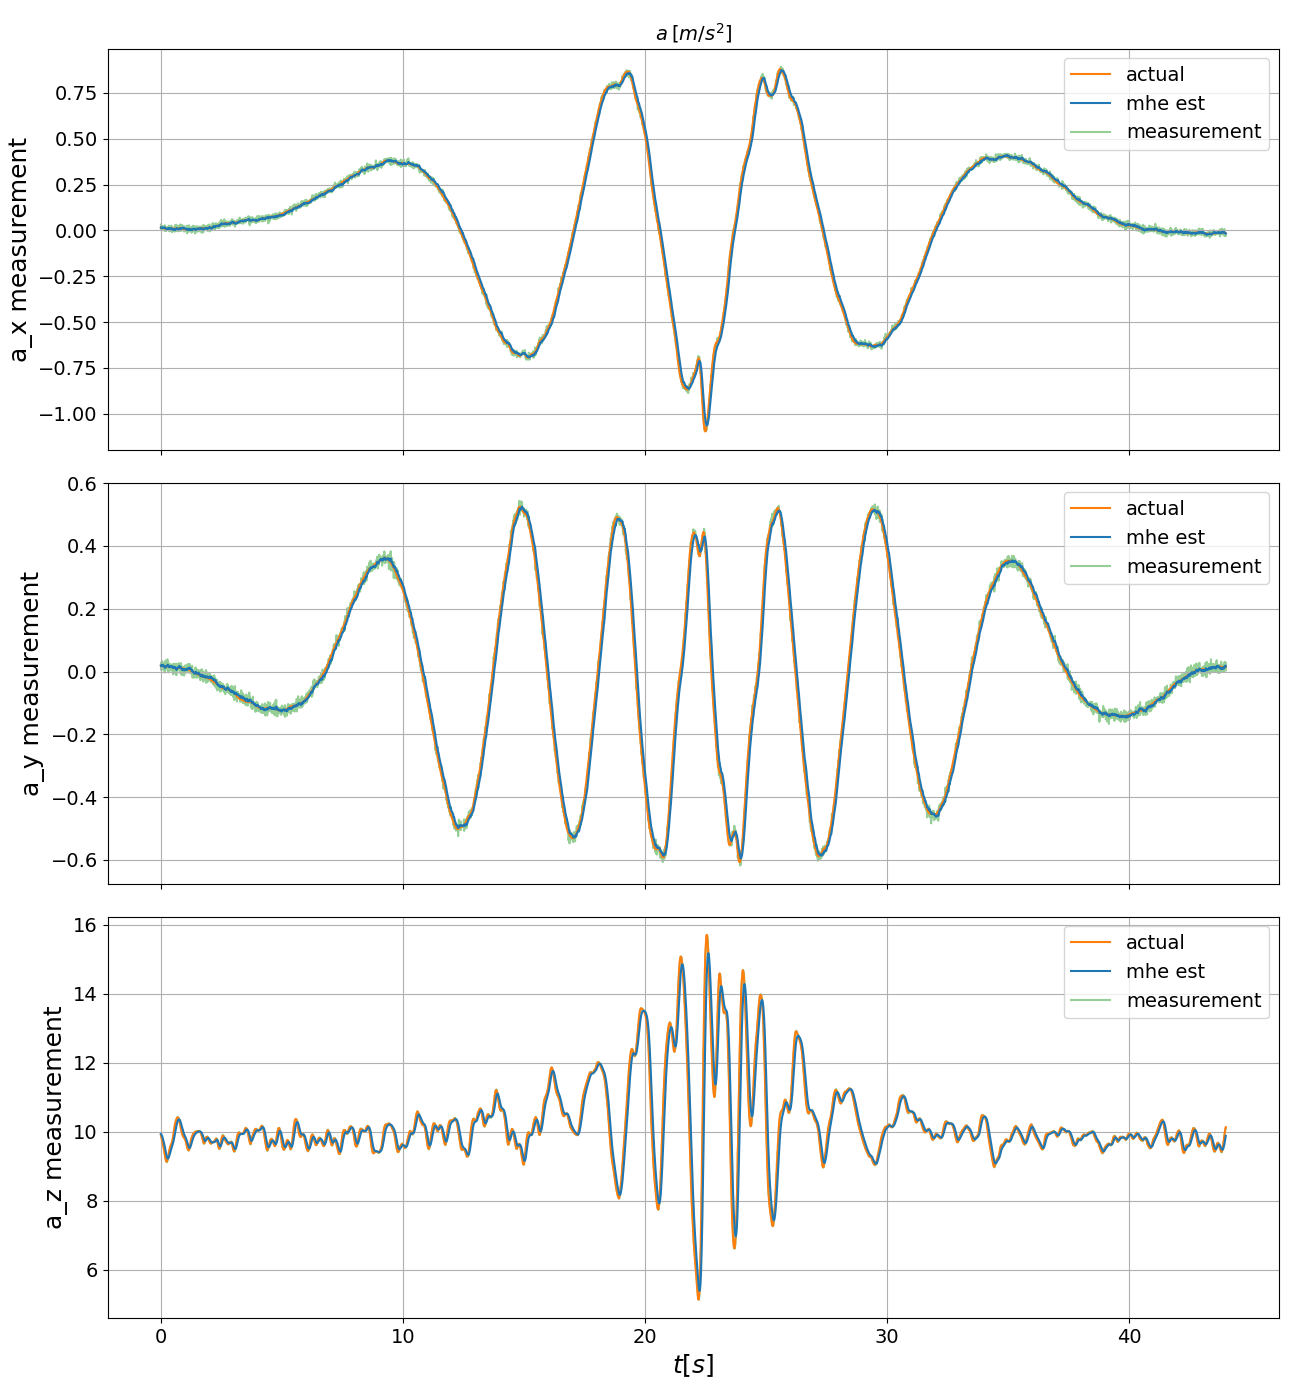 a [m/s²]
0.75
0.50
0.25
0.00
−0.25
−0.50
−0.75
−1.00
a_x measurement
actual
mhe est
measurement
0.6
0.4
0.2
0.0
−0.2
−0.4
−0.6
a_y measurement
actual
mhe est
measurement
16
14
12
10
8
6
a_z measurement
actual
mhe est
measurement
0 10 20 30 40
t[s]